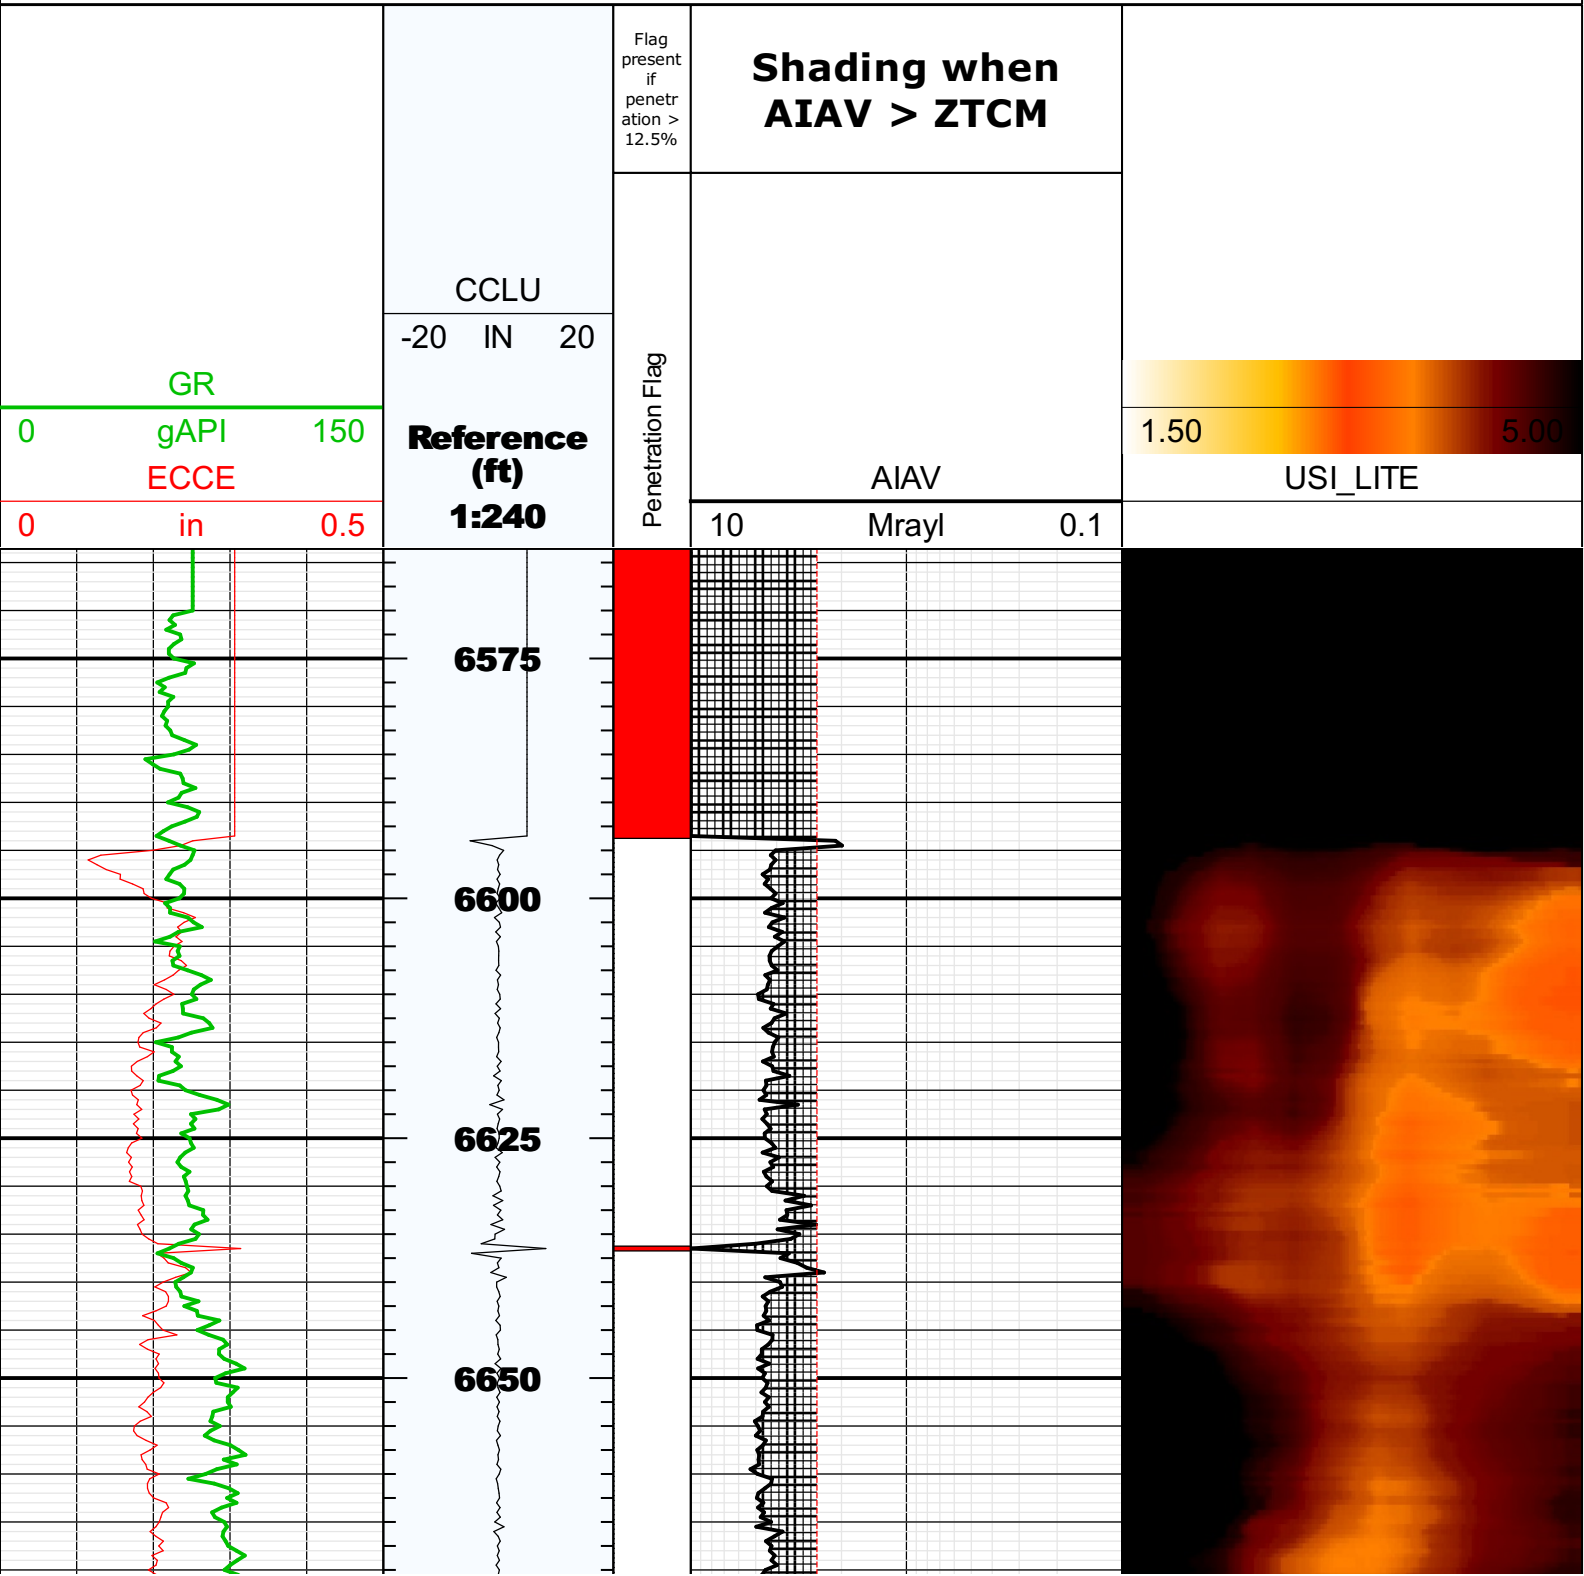 Flag
present
if
penetr
ation >
12.5%
Shading when
AIAV > ZTCM
CCLU
-20 IN 20
GR
0 gAPI 150
ECCE
0 in 0.5
Reference
(ft)
1:240
Penetration Flag
AIAV
10 Mrayl 0.1
1.50 5.00
USI_LITE
6575
6600
6625
6650